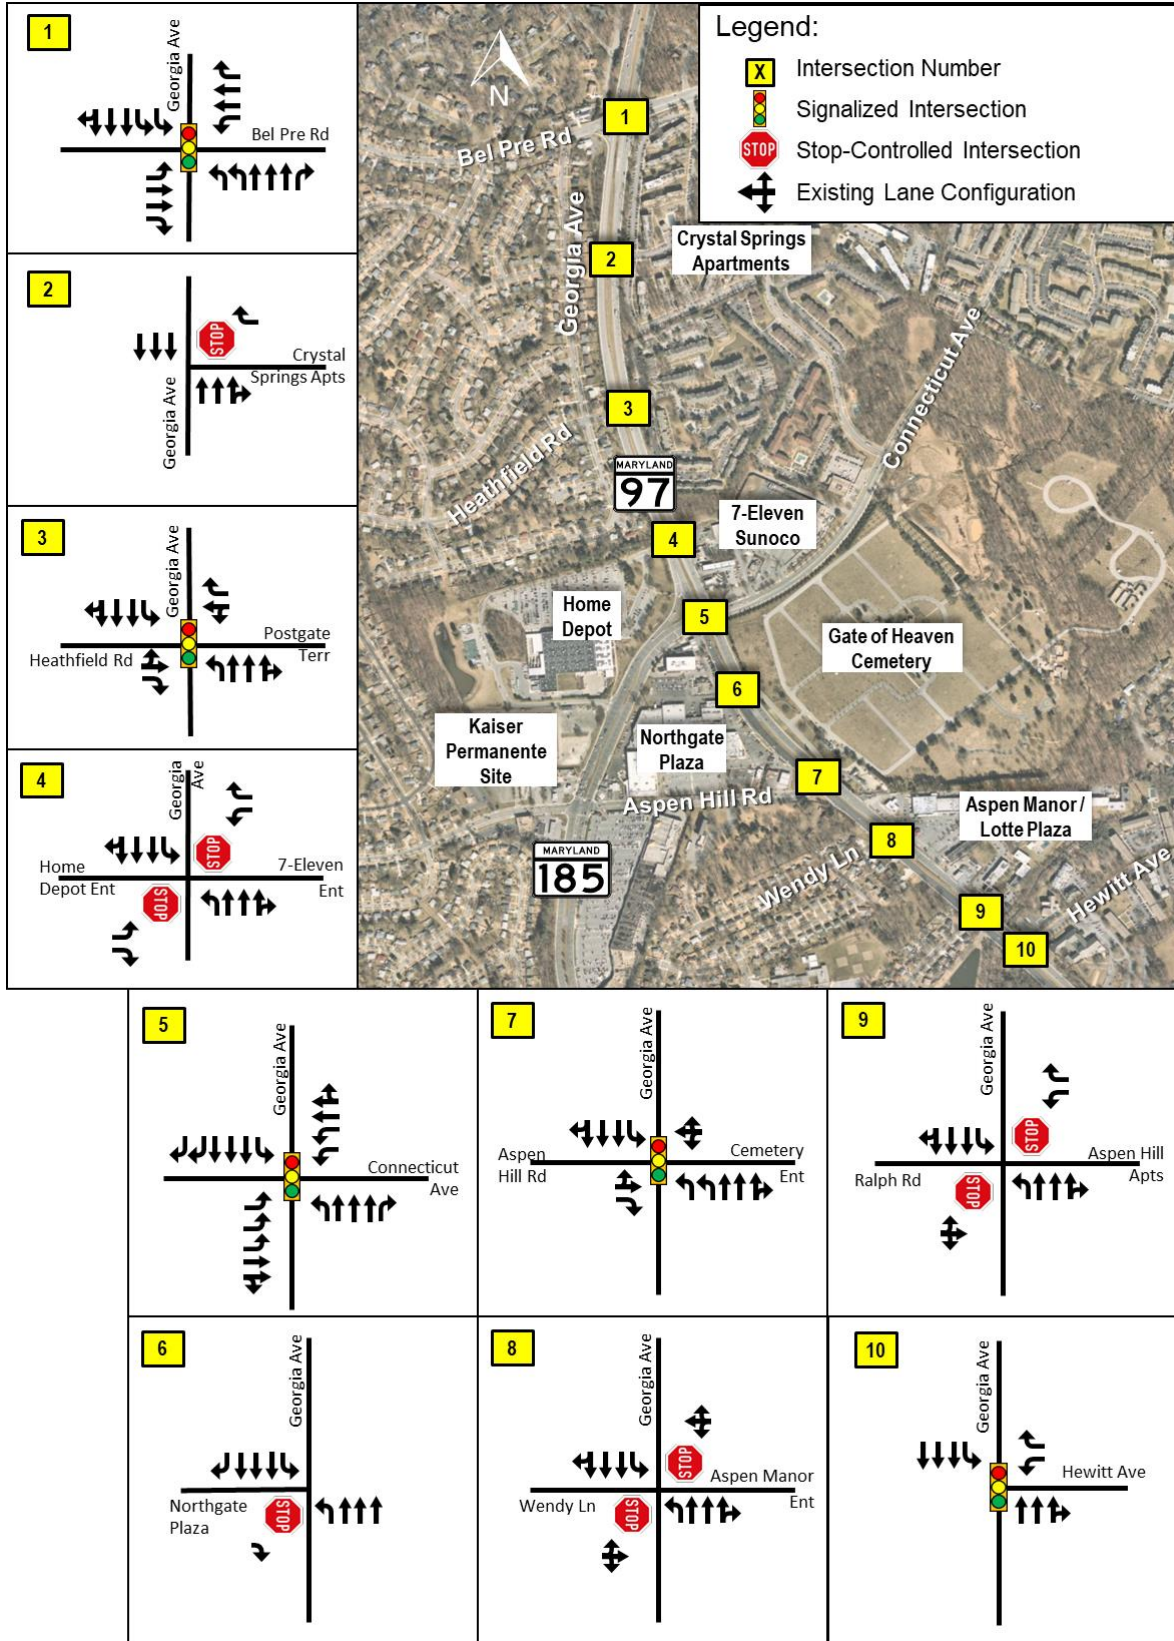 Legend:
X Intersection Number
Signalized Intersection
STOP Stop-Controlled Intersection
Existing Lane Configuration
N
1
Bel Pre Rd
Georgia Ave
2
Crystal Springs
Apartments
3
Heathfield Rd
MARYLAND
97
Connecticut Ave
4
7-Eleven
Sunoco
5
Home
Depot
Gate of Heaven
Cemetery
6
Kaiser
Permanente
Site
Northgate
Plaza
7
Aspen Hill Rd
Aspen Manor /
Lotte Plaza
8
MARYLAND
185
Wendy Ln
Hewitt Ave
9
10
1
Georgia Ave
Bel Pre Rd
2
STOP
Crystal
Springs Apts
Georgia Ave
3
Georgia Ave
Postgate
Terr
Heathfield Rd
4
Georgia
Ave
STOP
Home
Depot Ent
7-Eleven
Ent
STOP
5
Georgia Ave
Connecticut
Ave
7
Georgia Ave
Aspen
Hill Rd
Cemetery
Ent
9
Georgia Ave
STOP
Ralph Rd
Aspen Hill
Apts
STOP
6
Georgia Ave
Northgate
Plaza
STOP
8
Georgia Ave
STOP
Wendy Ln
Aspen Manor
Ent
STOP
10
Georgia Ave
Hewitt Ave